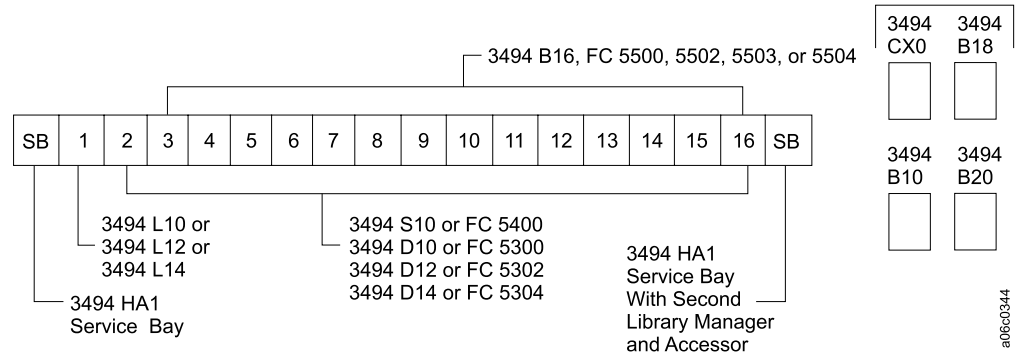 3494 B16, FC 5500, 5502, 5503, or 5504
3494 3494
CX0 B18
SB 1 2 3 4 5 6 7 8 9 10 11 12 13 14 15 16 SB
3494 3494
B10 B20
3494 L10 or
3494 L12 or
3494 L14
3494 HA1
Service Bay
3494 S10 or FC 5400
3494 D10 or FC 5300
3494 D12 or FC 5302
3494 D14 or FC 5304
3494 HA1
Service Bay
With Second
Library Manager
and Accessor
a06c0344